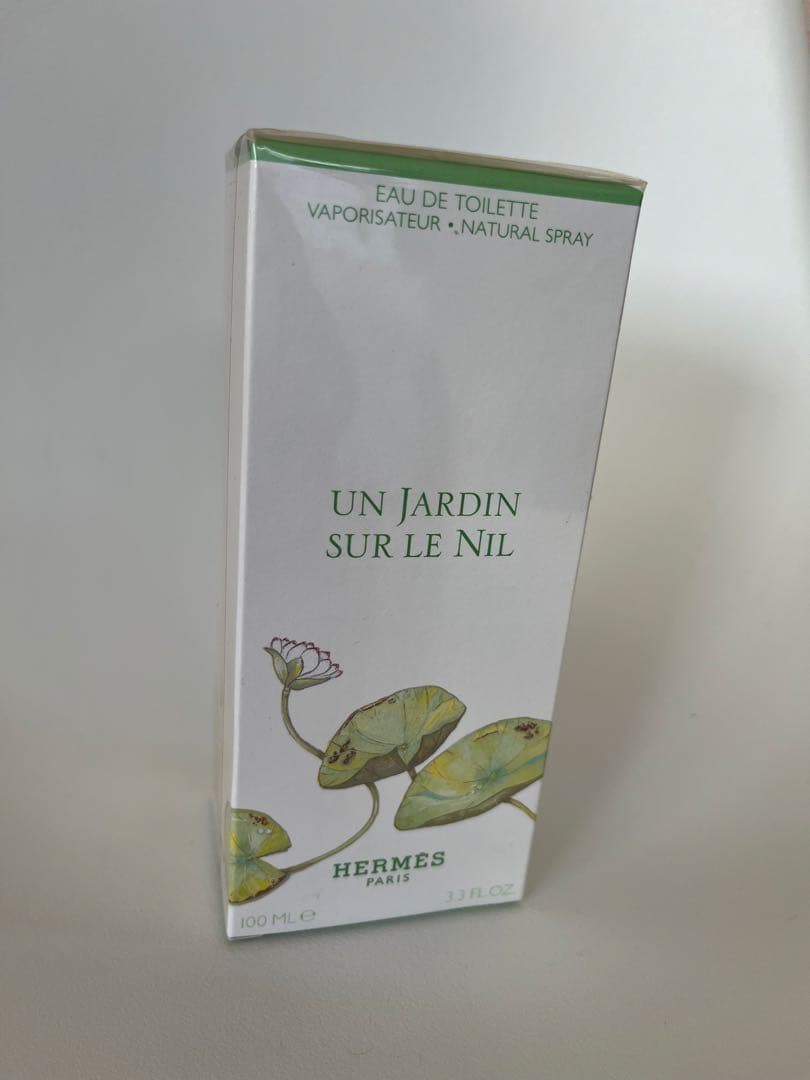 EAU DE TOILETTE
VAPORISATEUR • NATURAL SPRAY
UN JARDIN
SUR LE NIL
HERMÈS
PARIS
100 ML ℮
3.3 FL.OZ.